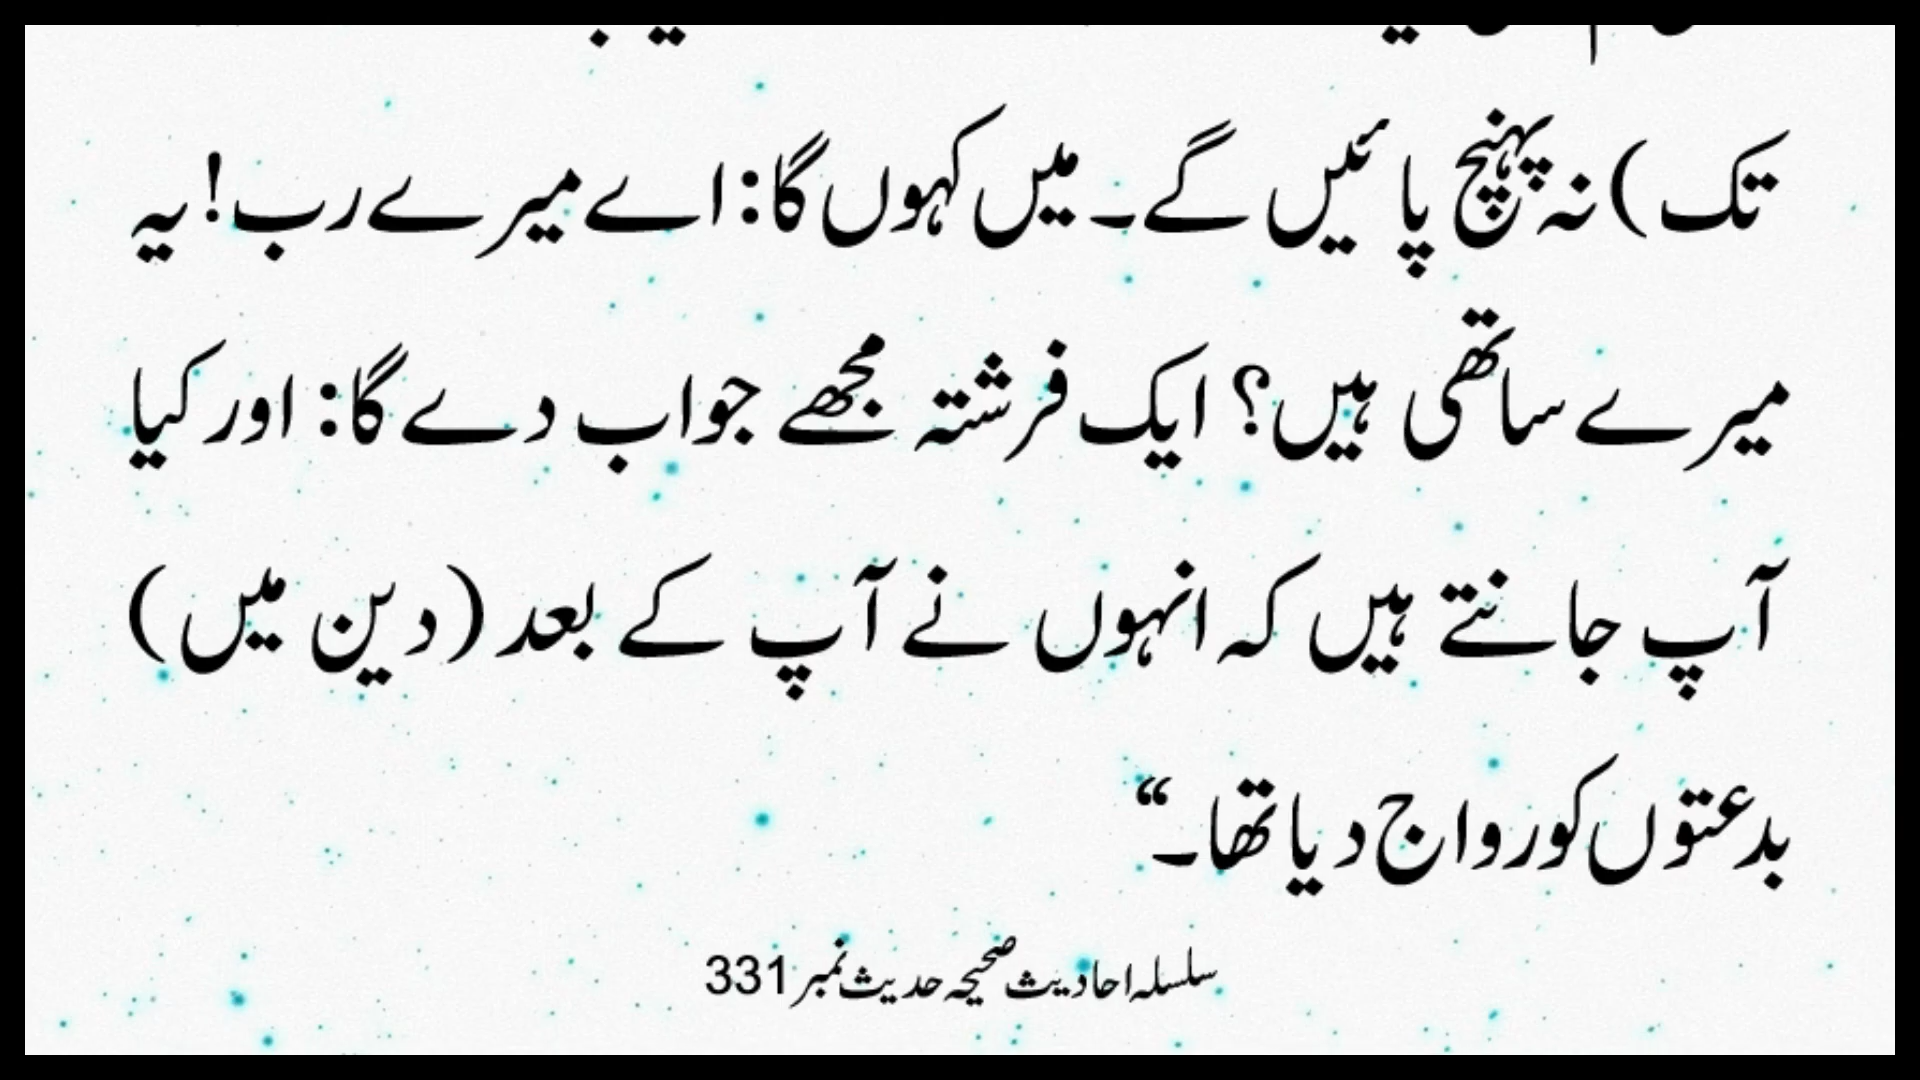 تک) نہ پہنچ پائیں گے۔ میں کہوں گا: اے میرے رب! یہ
میرے ساتھی ہیں؟ ایک فرشتہ مجھے جواب دے گا: اور کیا
آپ جانتے ہیں کہ انہوں نے آپ کے بعد (دین میں)
بدعتوں کو رواج دیا تھا۔“
سلسلہ احادیث صحیحہ حدیث نمبر 331